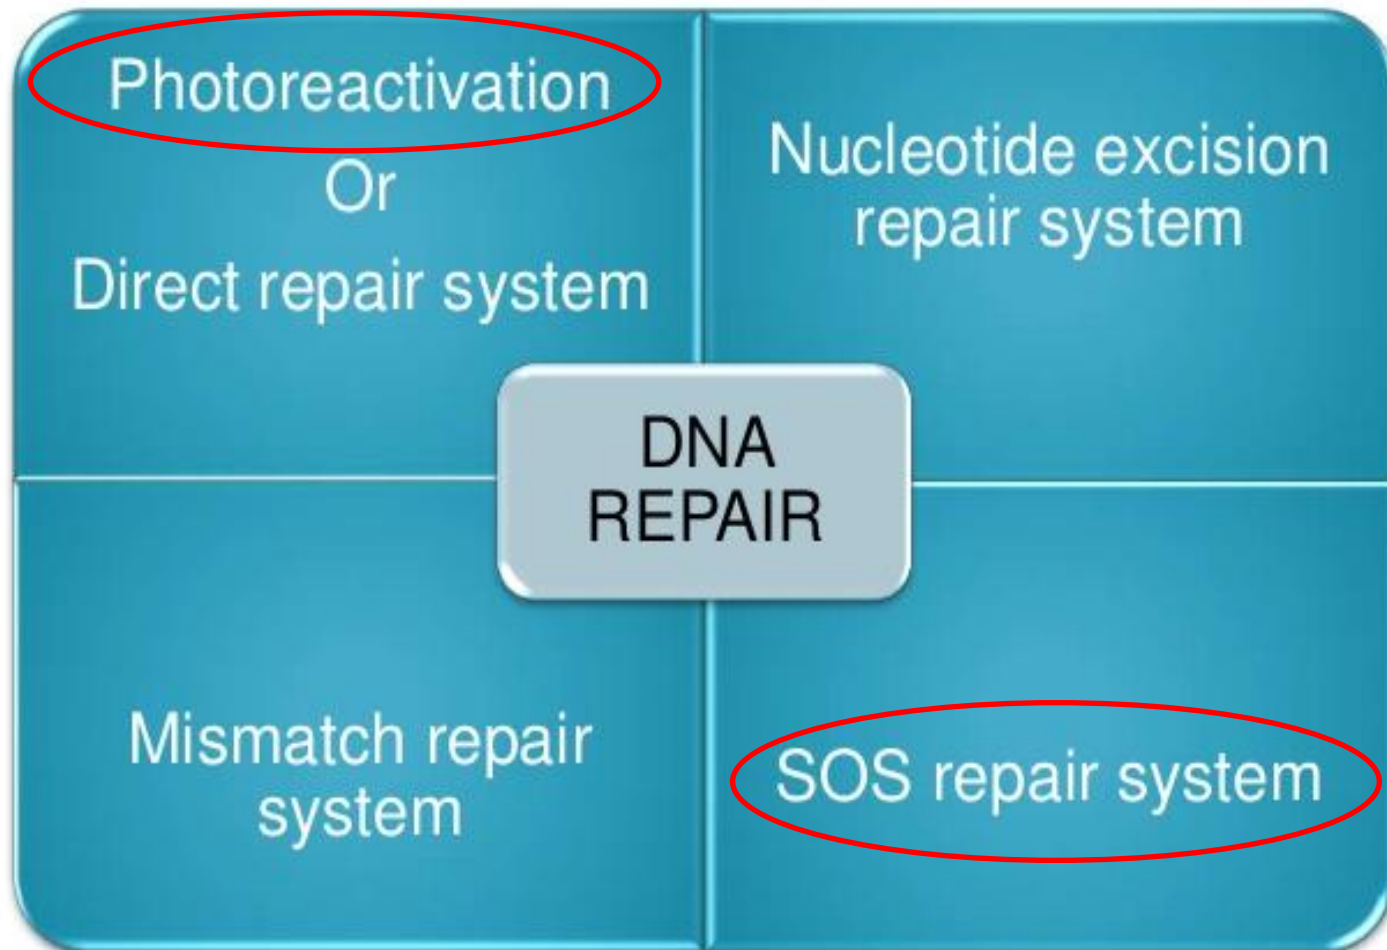 Photoreactivation
Or
Direct repair system
Nucleotide excision
repair system
DNA
REPAIR
Mismatch repair
system
SOS repair system